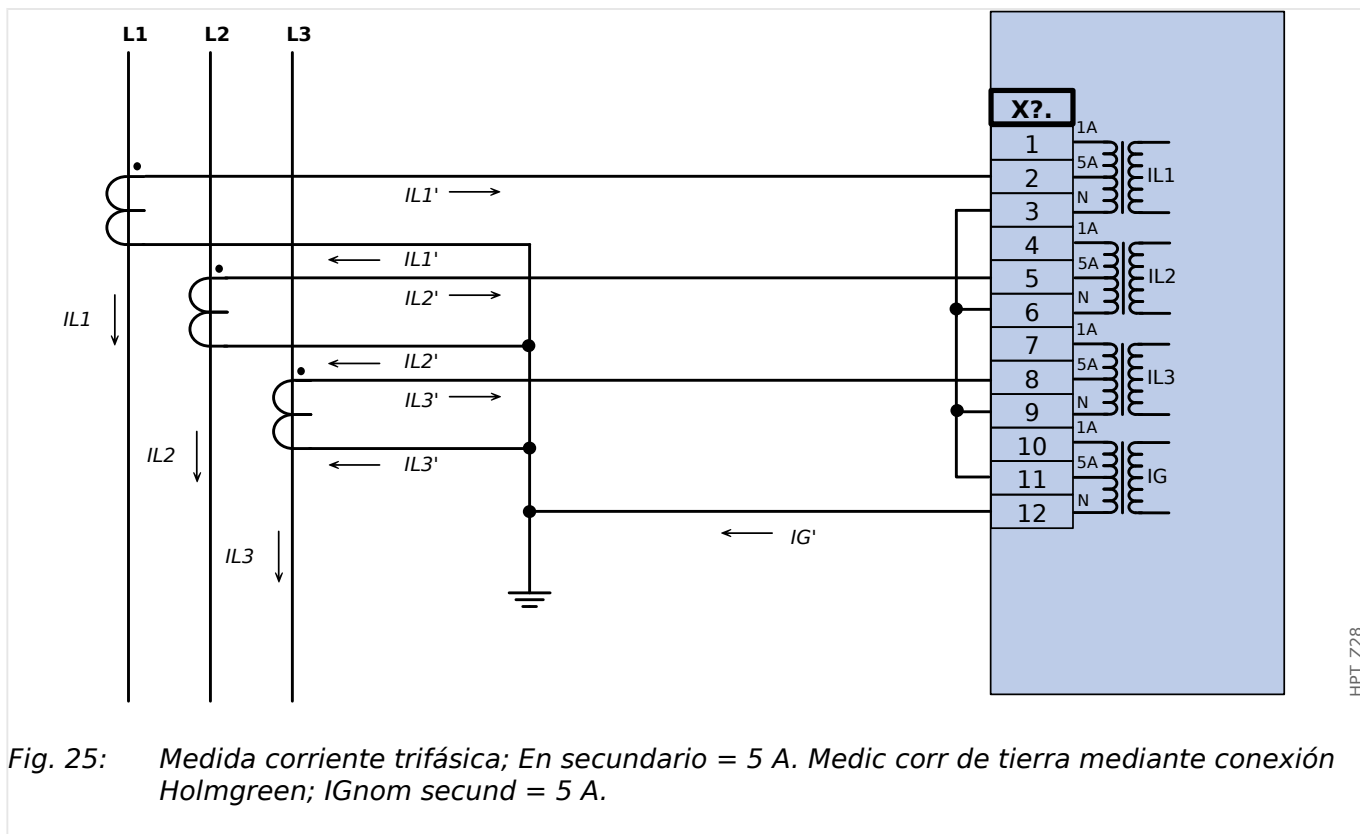 L1 L2 L3
X?.
1 1A
2 5A
3 N
IL1
4 1A
5 5A
6 N
IL2
7 1A
8 5A
9 N
IL3
10 1A
11 5A
12 N
IG
IL1'
IL1'
IL2'
IL2'
IL3'
IL3'
IG'
IL1
IL2
IL3
HPT_Z28
Fig. 25: Medida corriente trifásica; En secundario = 5 A. Medic corr de tierra mediante conexión
Holmgreen; IGnom secund = 5 A.